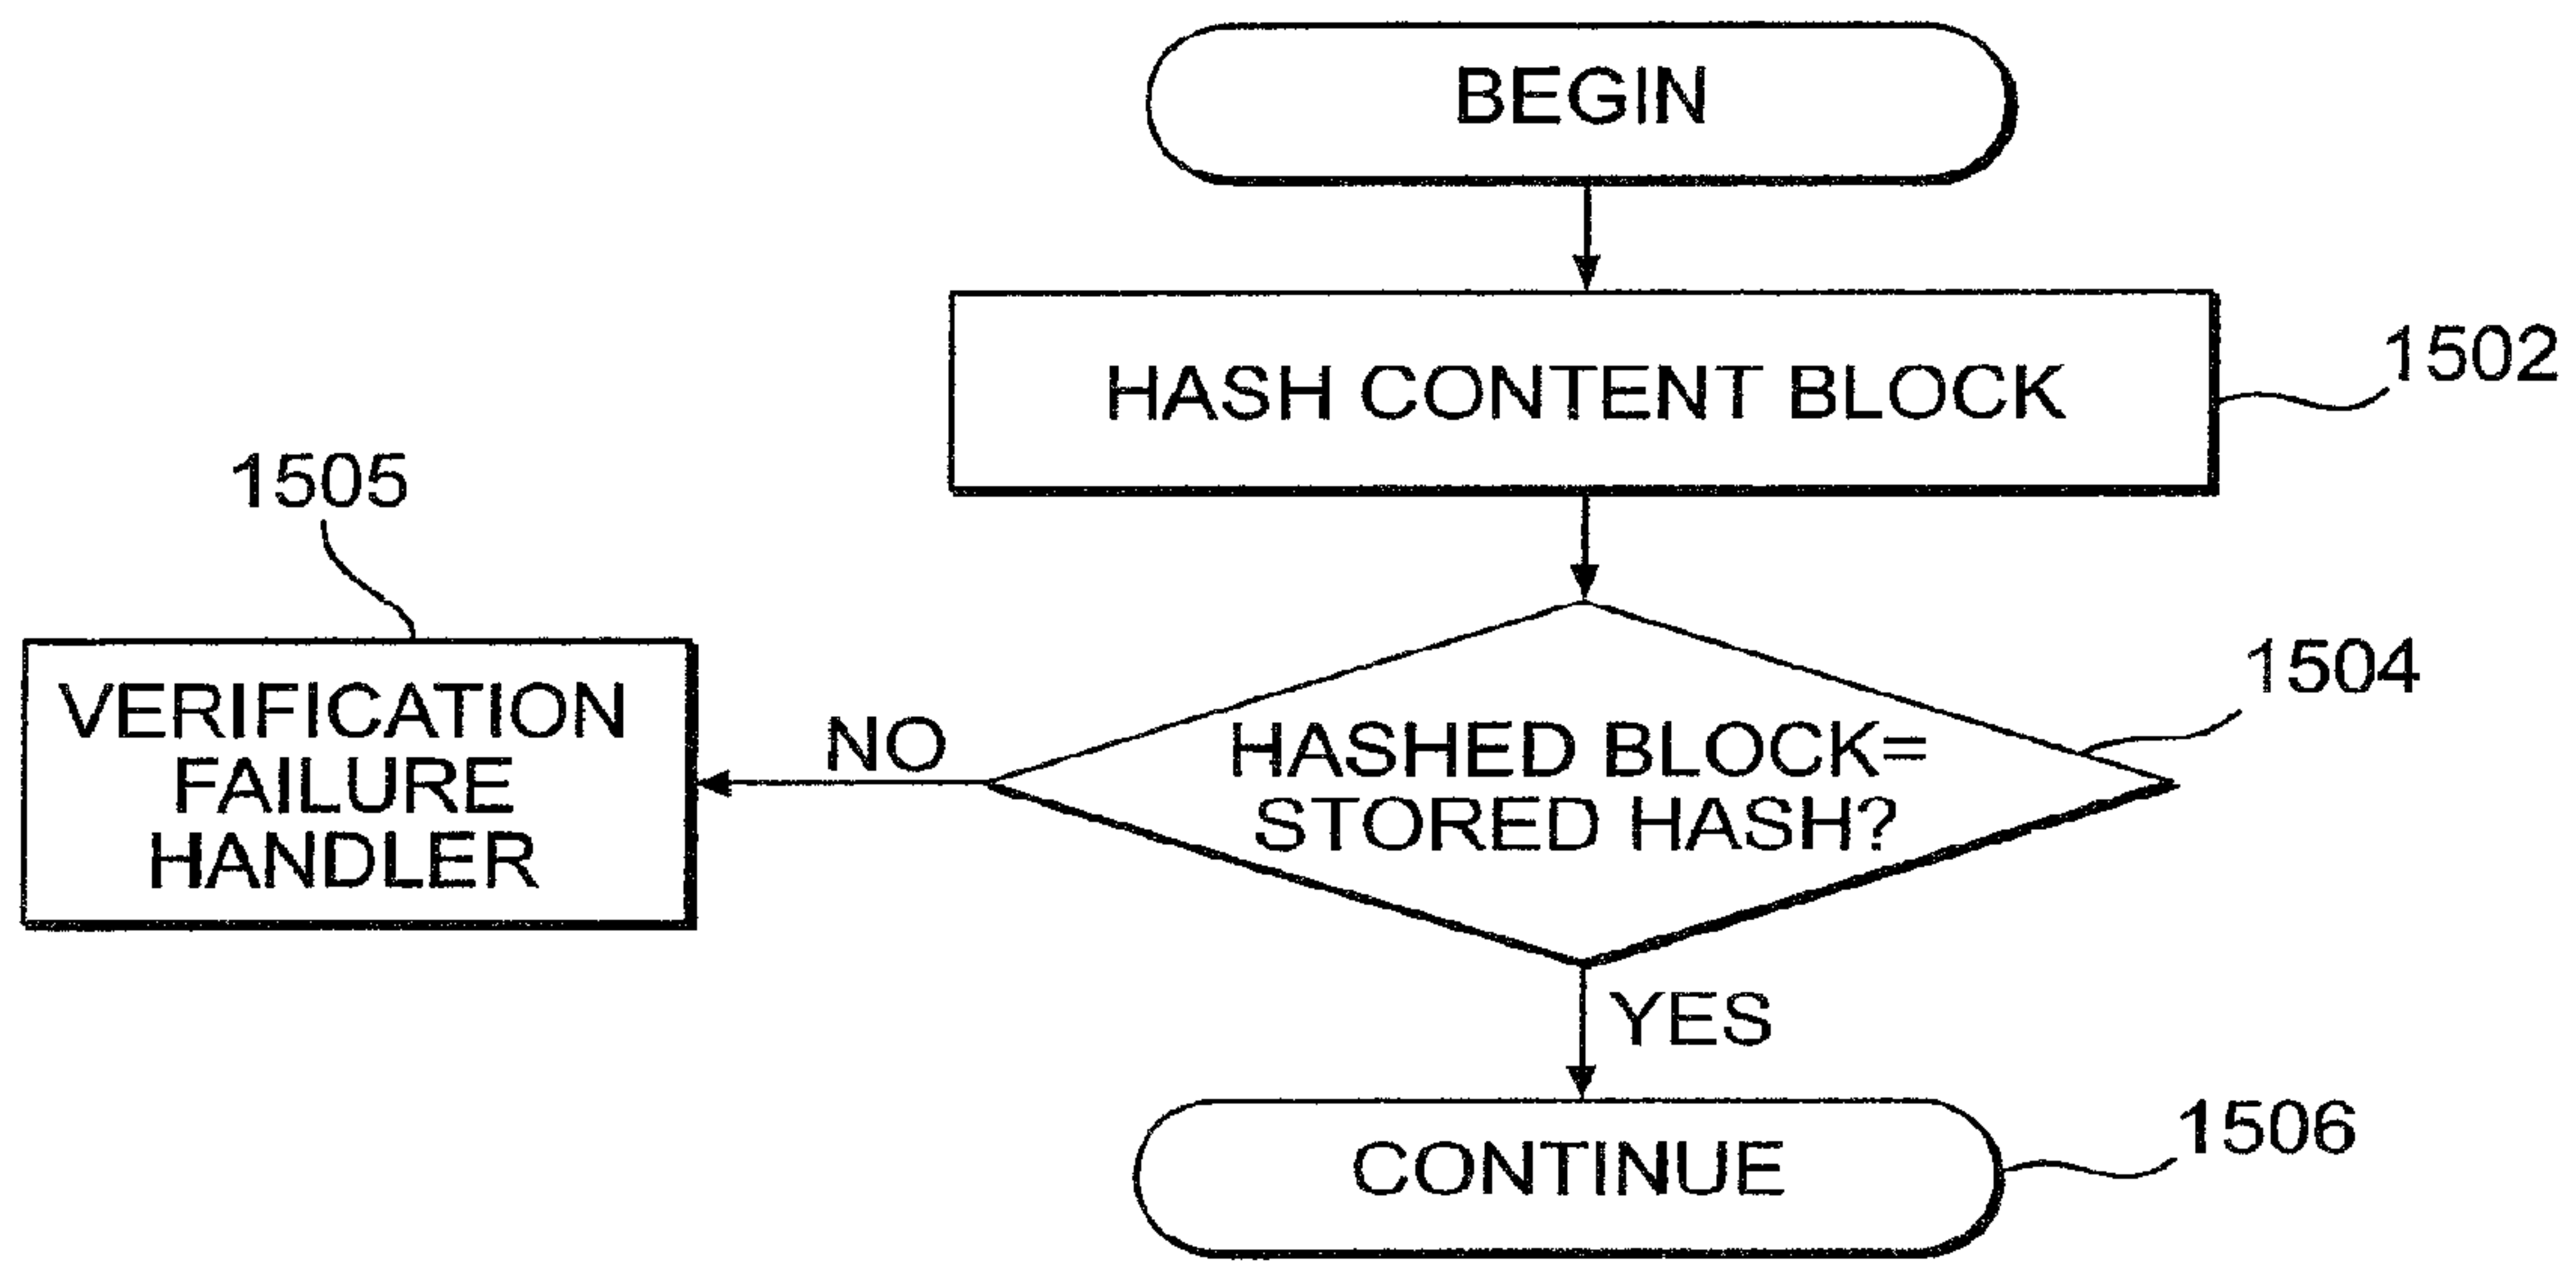 BEGIN
HASH CONTENT BLOCK
1502
1505
VERIFICATION
FAILURE
HANDLER
NO
HASHED BLOCK=
STORED HASH?
1504
YES
CONTINUE
1506